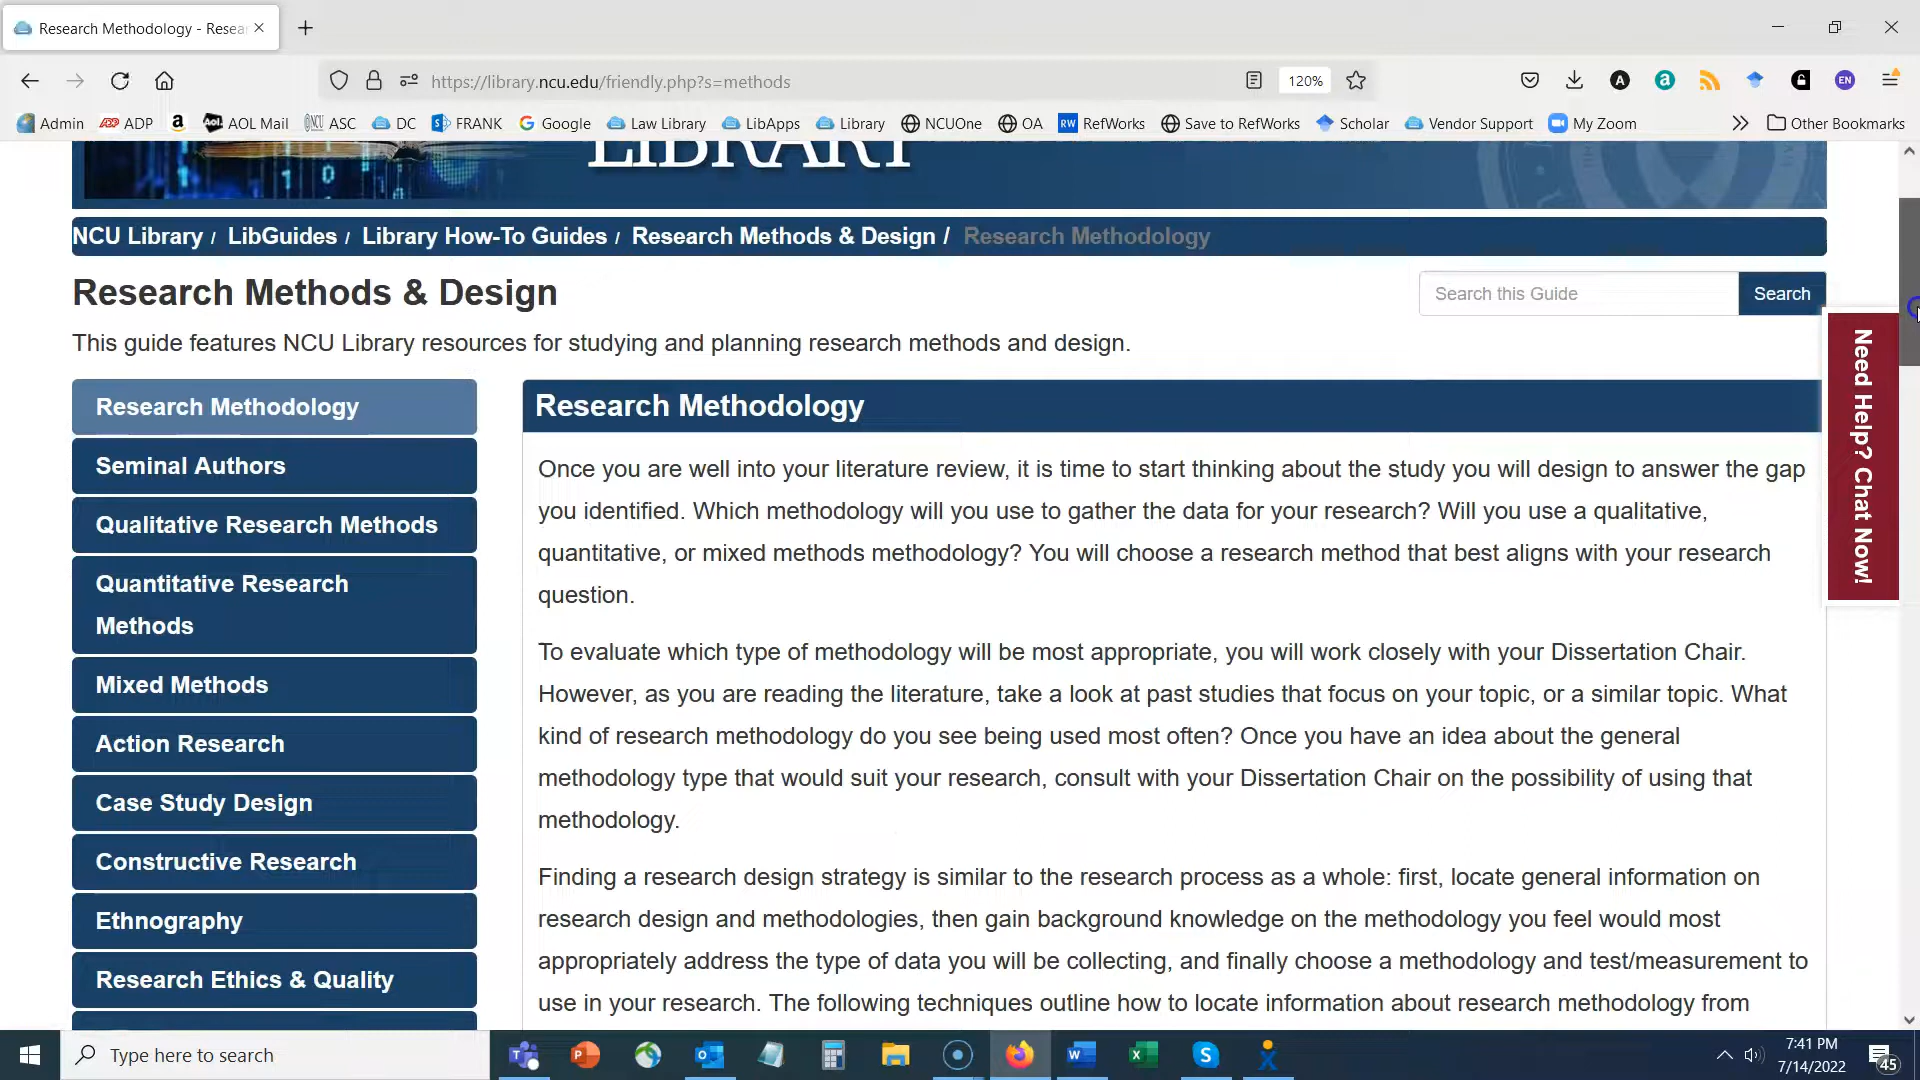 Research Methodology - Resea
https://library.ncu.edu/friendly.php?s=methods
120%
A
a
EN
Admin
ADP
a
Aol.
AOL Mail
NCU
ASC
DC
S
FRANK
G
Google
Law Library
LibApps
Library
NCUOne
OA
RW
RefWorks
Save to RefWorks
Scholar
Vendor Support
My Zoom
Other Bookmarks
LIBRARY
NCU Library / LibGuides / Library How-To Guides / Research Methods & Design / Research Methodology
Research Methods & Design
Search this Guide
Search
This guide features NCU Library resources for studying and planning research methods and design.
Need Help? Chat Now!
Research Methodology
Seminal Authors
Qualitative Research Methods
Quantitative Research
Methods
Mixed Methods
Action Research
Case Study Design
Constructive Research
Ethnography
Research Ethics & Quality
Research Methodology
Once you are well into your literature review, it is time to start thinking about the study you will design to answer the gap
you identified. Which methodology will you use to gather the data for your research? Will you use a qualitative,
quantitative, or mixed methods methodology? You will choose a research method that best aligns with your research
question.
To evaluate which type of methodology will be most appropriate, you will work closely with your Dissertation Chair.
However, as you are reading the literature, take a look at past studies that focus on your topic, or a similar topic. What
kind of research methodology do you see being used most often? Once you have an idea about the general
methodology type that would suit your research, consult with your Dissertation Chair on the possibility of using that
methodology.
Finding a research design strategy is similar to the research process as a whole: first, locate general information on
research design and methodologies, then gain background knowledge on the methodology you feel would most
appropriately address the type of data you will be collecting, and finally choose a methodology and test/measurement to
use in your research. The following techniques outline how to locate information about research methodology from
Type here to search
7:41 PM
7/14/2022
45